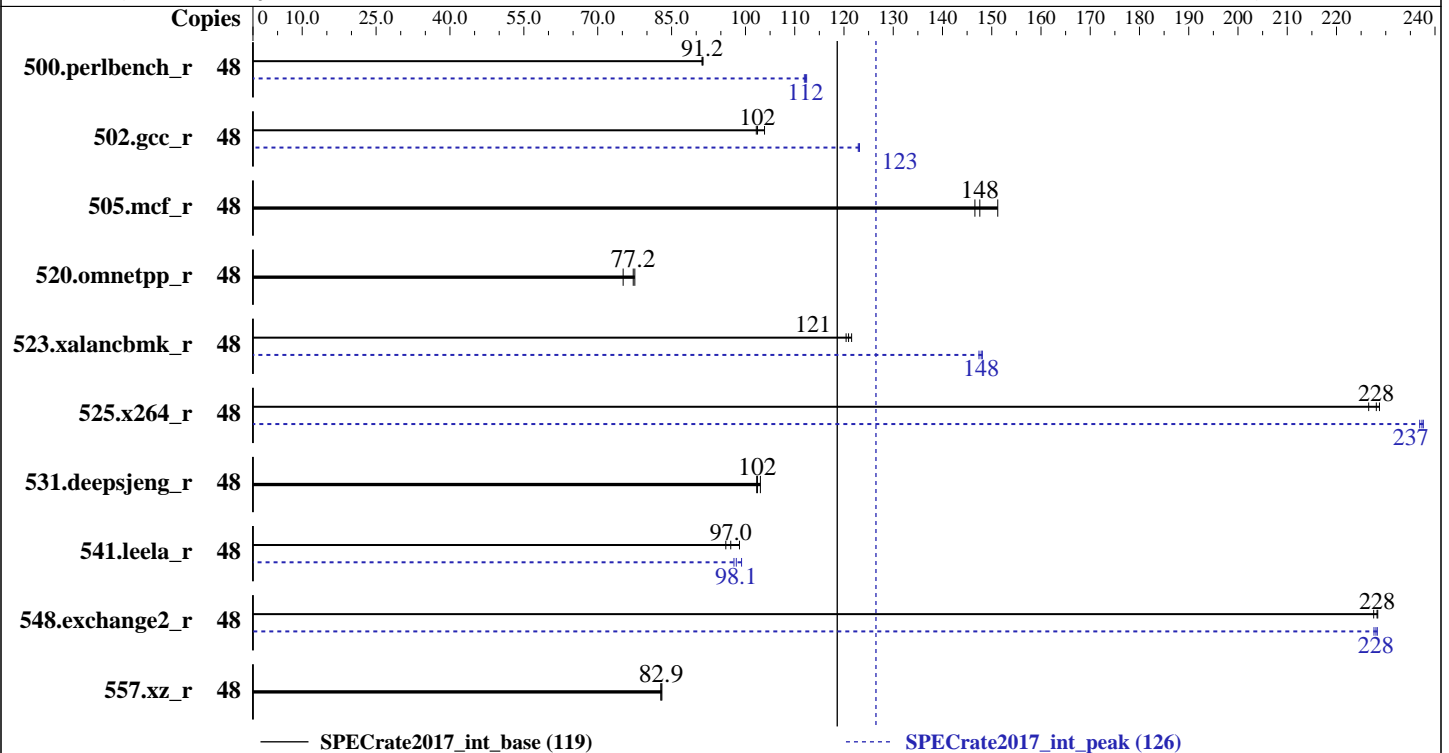 Copies 0 10.0 25.0 40.0 55.0 70.0 85.0 100 110 120 130 140 150 160 170 180 190 200 210 220 240
91.2
500.perlbench_r 48
112
102
502.gcc_r 48
123
148
505.mcf_r 48
77.2
520.omnetpp_r 48
121
523.xalancbmk_r 48
148
228
525.x264_r 48
237
102
531.deepsjeng_r 48
97.0
541.leela_r 48
98.1
228
548.exchange2_r 48
228
82.9
557.xz_r 48
SPECrate2017_int_base (119) SPECrate2017_int_peak (126)